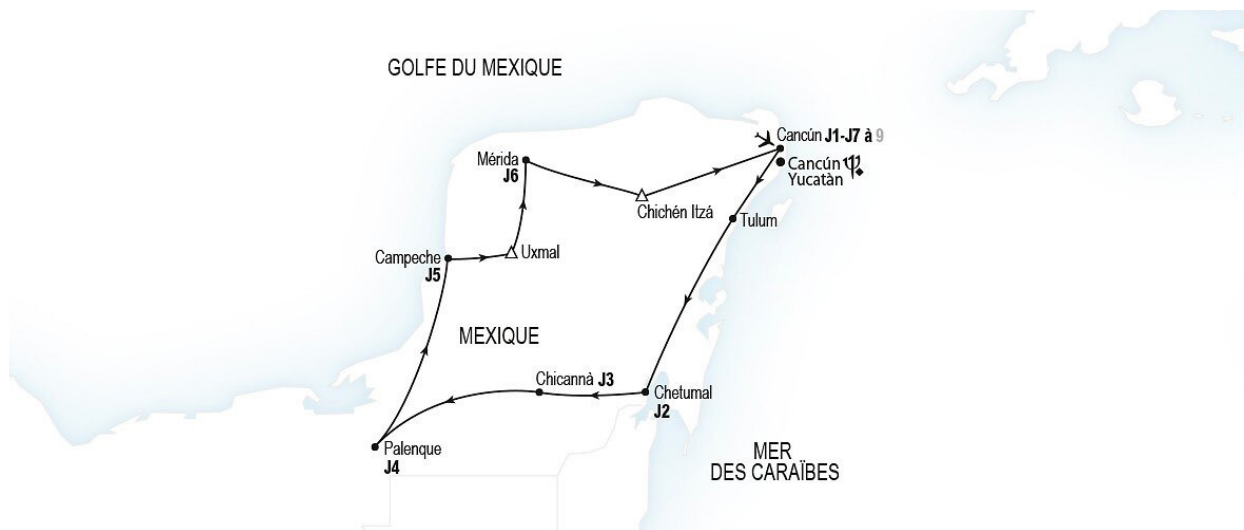 GOLFE DU MEXIQUE
Cancún J1-J7 à 9
Cancún
Yucatàn
Mérida
J6
Chichén Itzá
Tulum
Campeche
J5
Uxmal
MEXIQUE
Chicannà J3
Chetumal
J2
Palenque
J4
MER
DES CARAÏBES